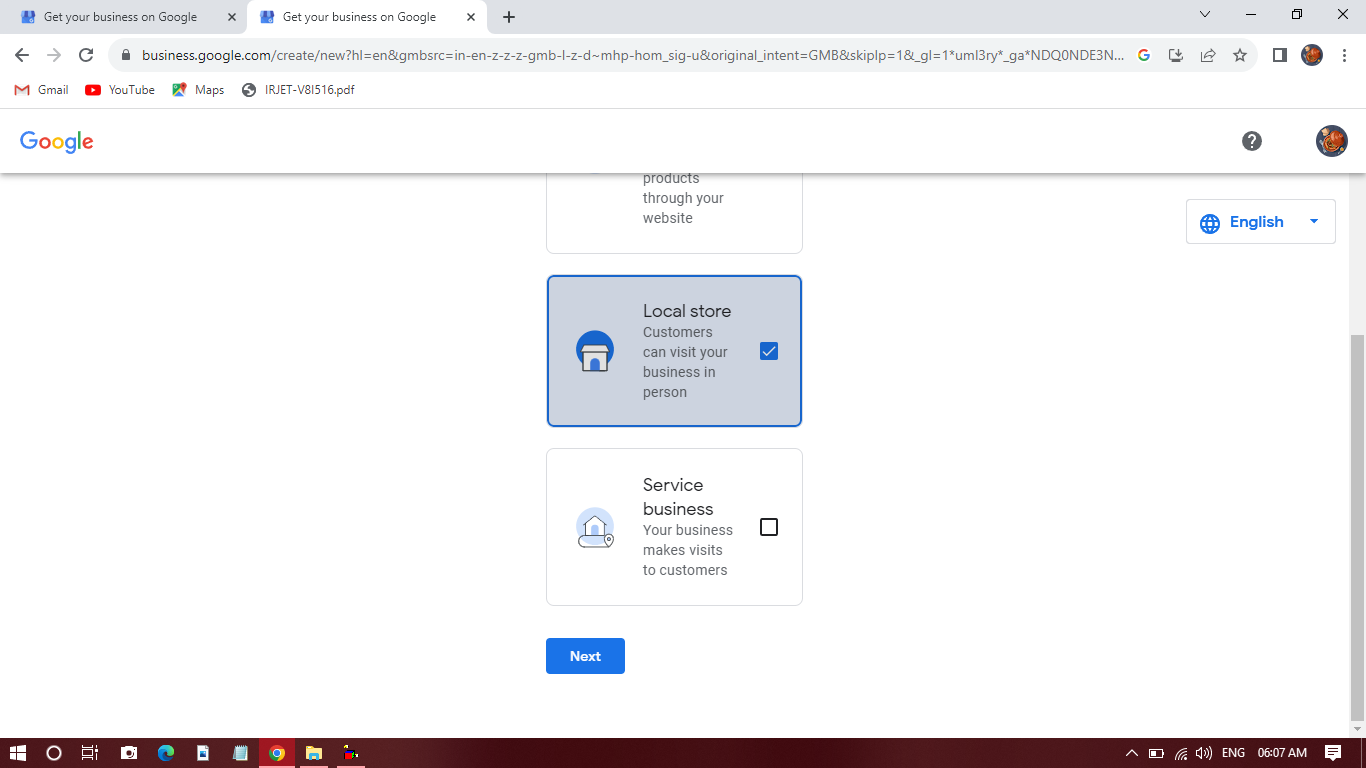 Get your business on Google
Get your business on Google
business.google.com/create/new?hl=en&gmbsrc=in-en-z-z-z-gmb-l-z-d~mhp-hom_sig-u&original_intent=GMB&skiplp=1&_gl=1*uml3ry*_ga*NDQ0NDE3N...
Gmail
YouTube
Maps
IRJET-V8I516.pdf
Google
products
through your
website
English
Local store
Customers
can visit your
business in
person
Service
business
Your business
makes visits
to customers
Next
ENG
06:07 AM